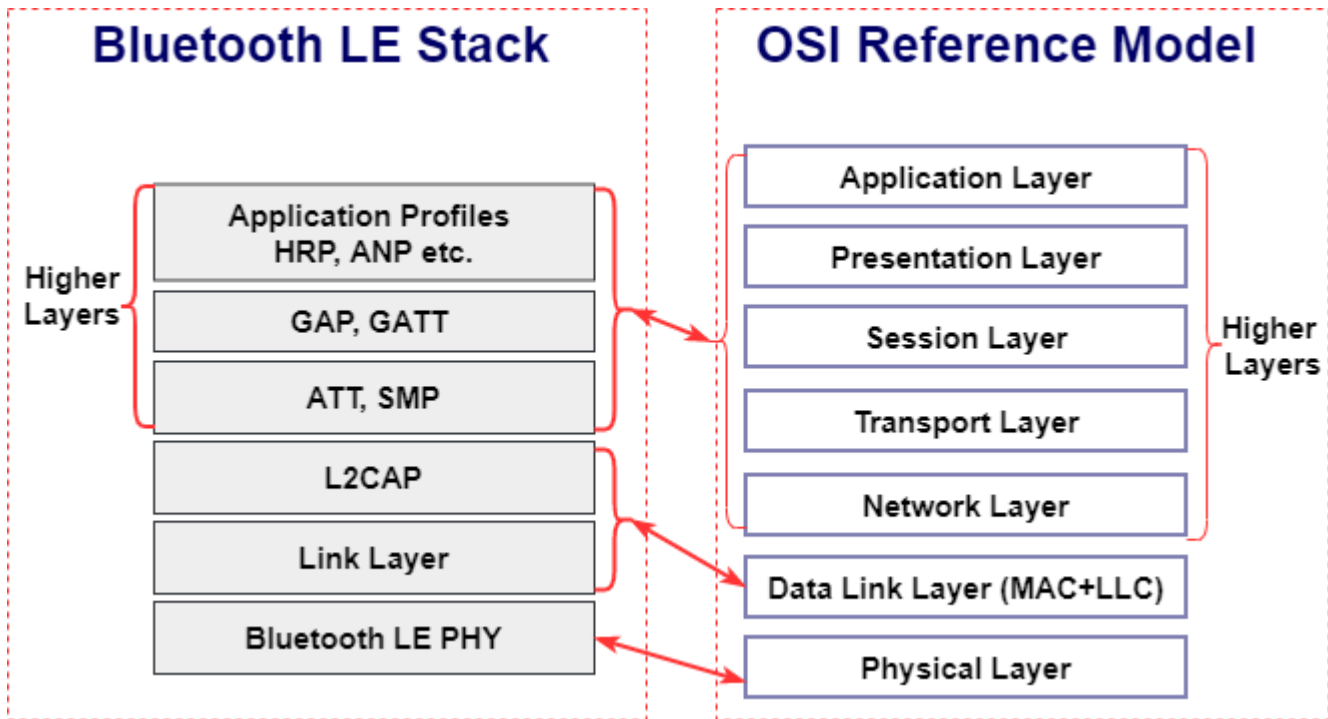 Bluetooth LE Stack
Higher
Layers
Application Profiles
HRP, ANP etc.
GAP, GATT
ATT, SMP
L2CAP
Link Layer
Bluetooth LE PHY
OSI Reference Model
Application Layer
Presentation Layer
Session Layer
Transport Layer
Network Layer
Data Link Layer (MAC+LLC)
Physical Layer
Higher
Layers